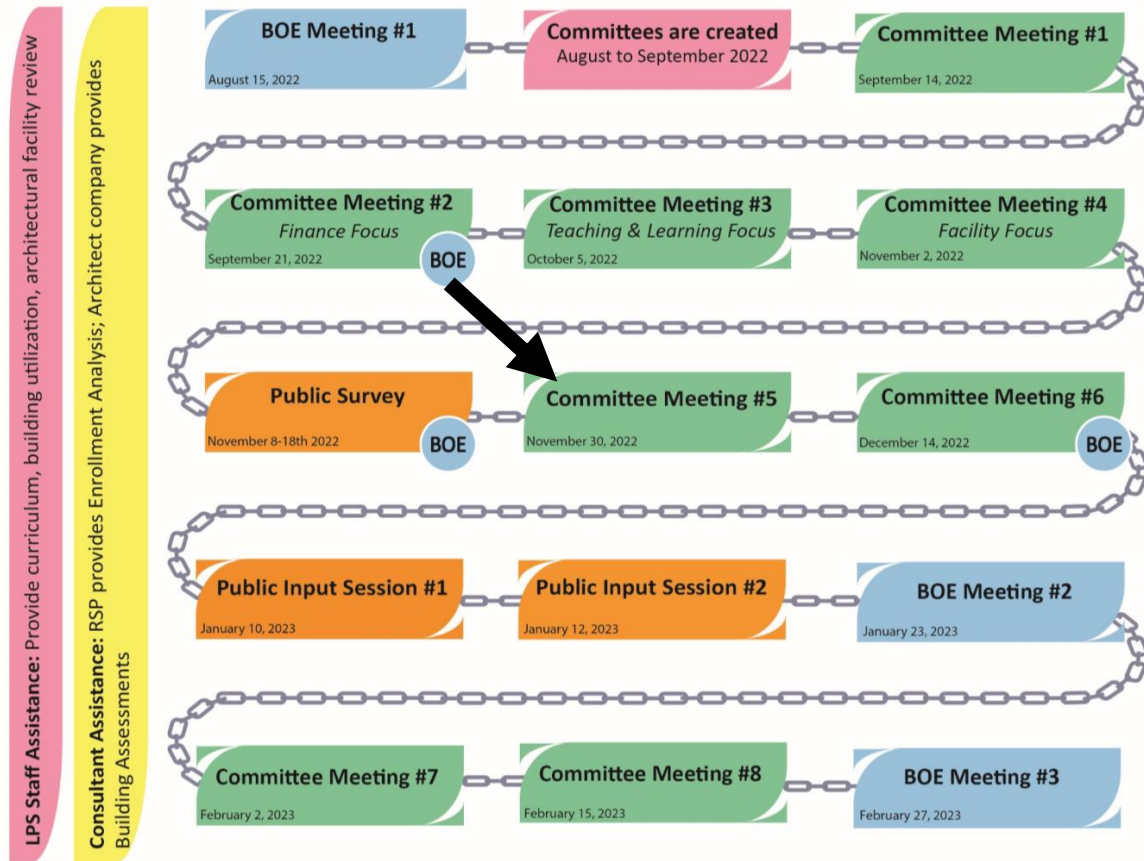 LPS Staff Assistance: Provide curriculum, building utilization, architectural facility review
Consultant Assistance: RSP provides Enrollment Analysis; Architect company provides
Building Assessments
BOE Meeting #1
August 15, 2022
Committees are created
August to September 2022
Committee Meeting #1
September 14, 2022
Committee Meeting #2
Finance Focus
September 21, 2022
BOE
Committee Meeting #3
Teaching & Learning Focus
October 5, 2022
Committee Meeting #4
Facility Focus
November 2, 2022
Public Survey
November 8-18th 2022
BOE
Committee Meeting #5
November 30, 2022
Committee Meeting #6
December 14, 2022
BOE
Public Input Session #1
January 10, 2023
Public Input Session #2
January 12, 2023
BOE Meeting #2
January 23, 2023
Committee Meeting #7
February 2, 2023
Committee Meeting #8
February 15, 2023
BOE Meeting #3
February 27, 2023